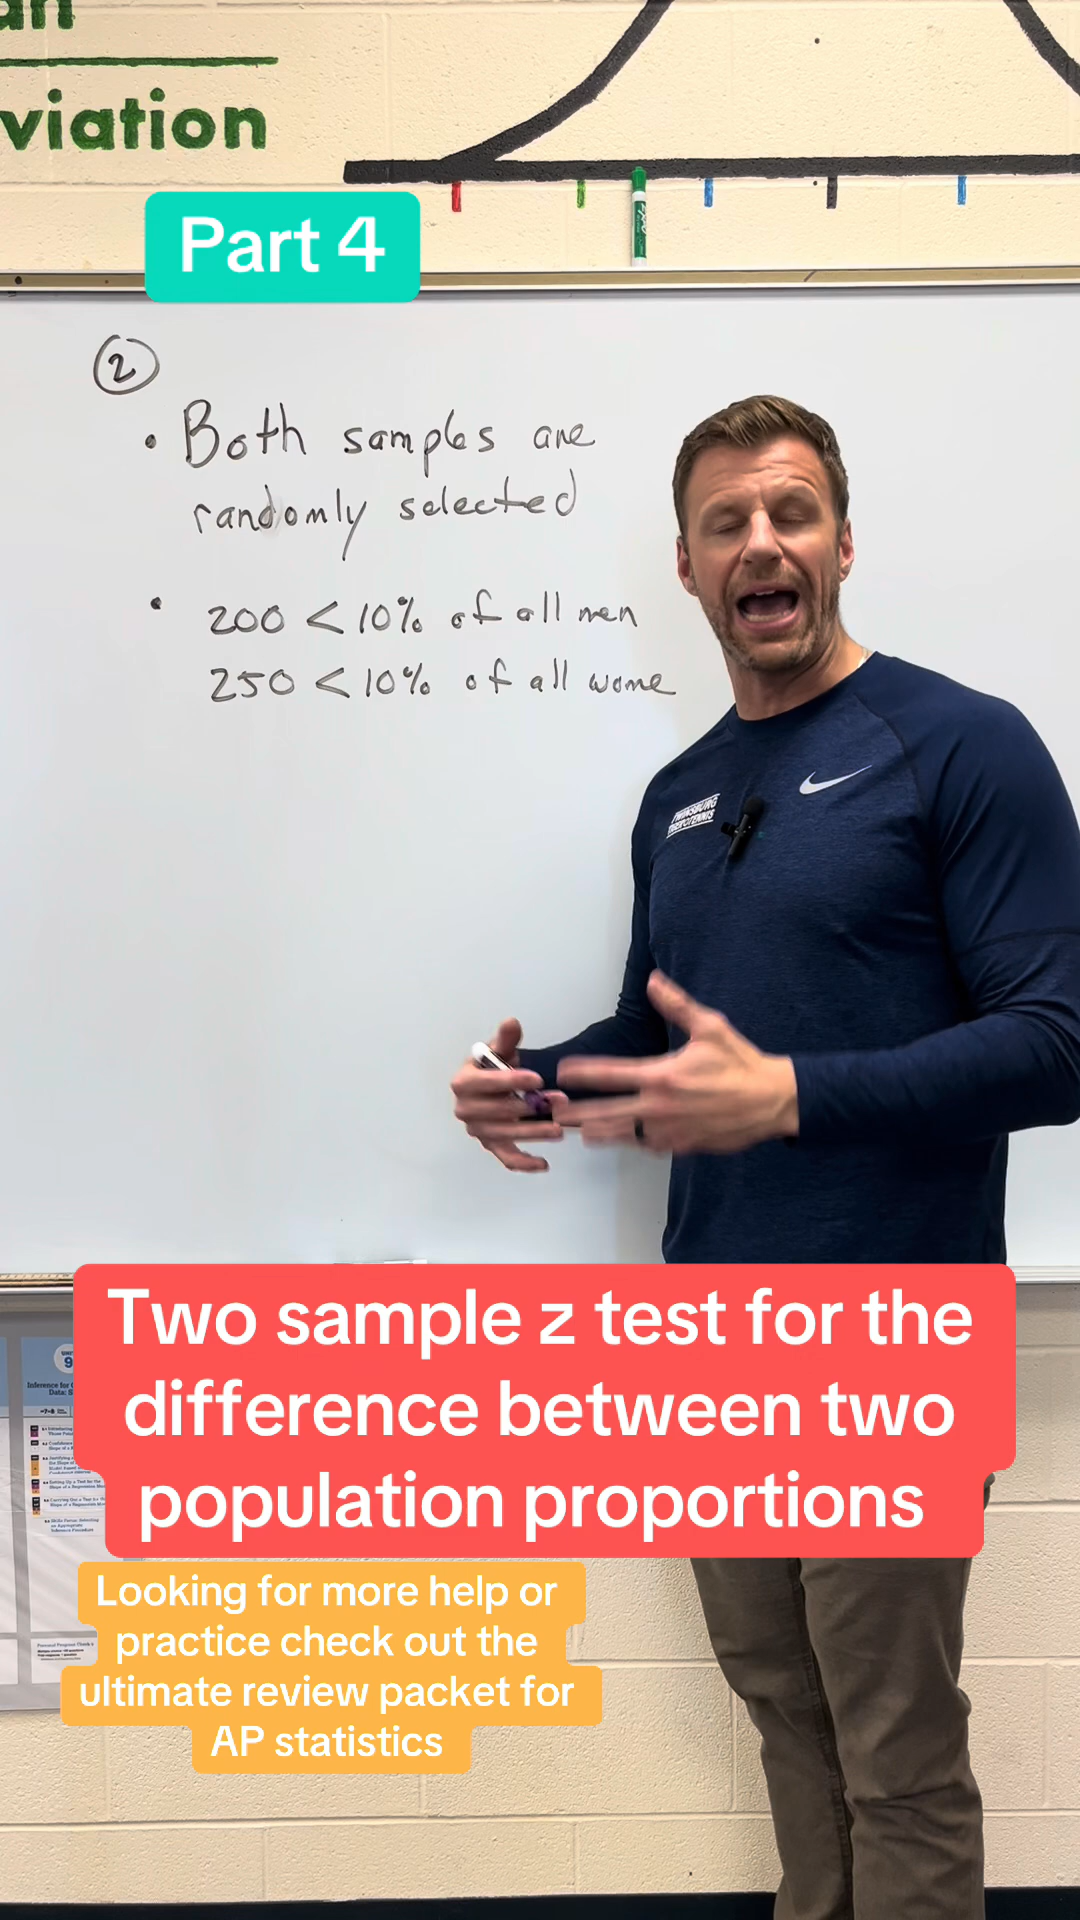 viation
Part 4
2
• Both samples are
randomly selected
• 200 < 10% of all men
250 < 10% of all wome
TWINSBURG
Two sample z test for the
difference between two
population proportions
Looking for more help or
practice check out the
ultimate review packet for
AP statistics